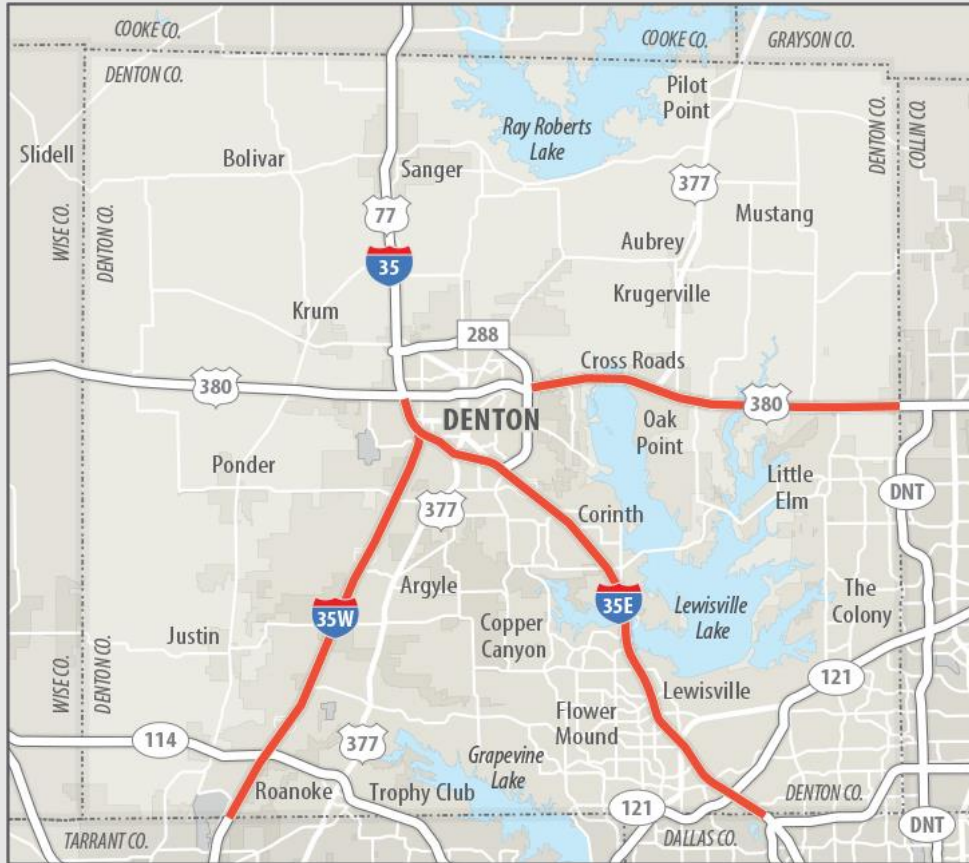 COOKE CO.
COOKE CO.
GRAYSON CO.
DENTON CO.
DENTON CO.
COLLIN CO.
Pilot
Point
Ray Roberts
Lake
Slidell
Bolivar
Sanger
377
77
Mustang
WISE CO.
DENTON CO.
Aubrey
35
Krugerville
Krum
288
Cross Roads
380
380
DENTON
Oak
Point
Ponder
Little
Elm
DNT
377
Corinth
Argyle
35W
35E
Lewisville
Lake
The
Colony
Copper
Canyon
Justin
WISE CO.
DENTON CO.
121
Lewisville
Flower
Mound
114
377
Grapevine
Lake
Roanoke
Trophy Club
121
DENTON CO.
DNT
TARRANT CO.
DALLAS CO.